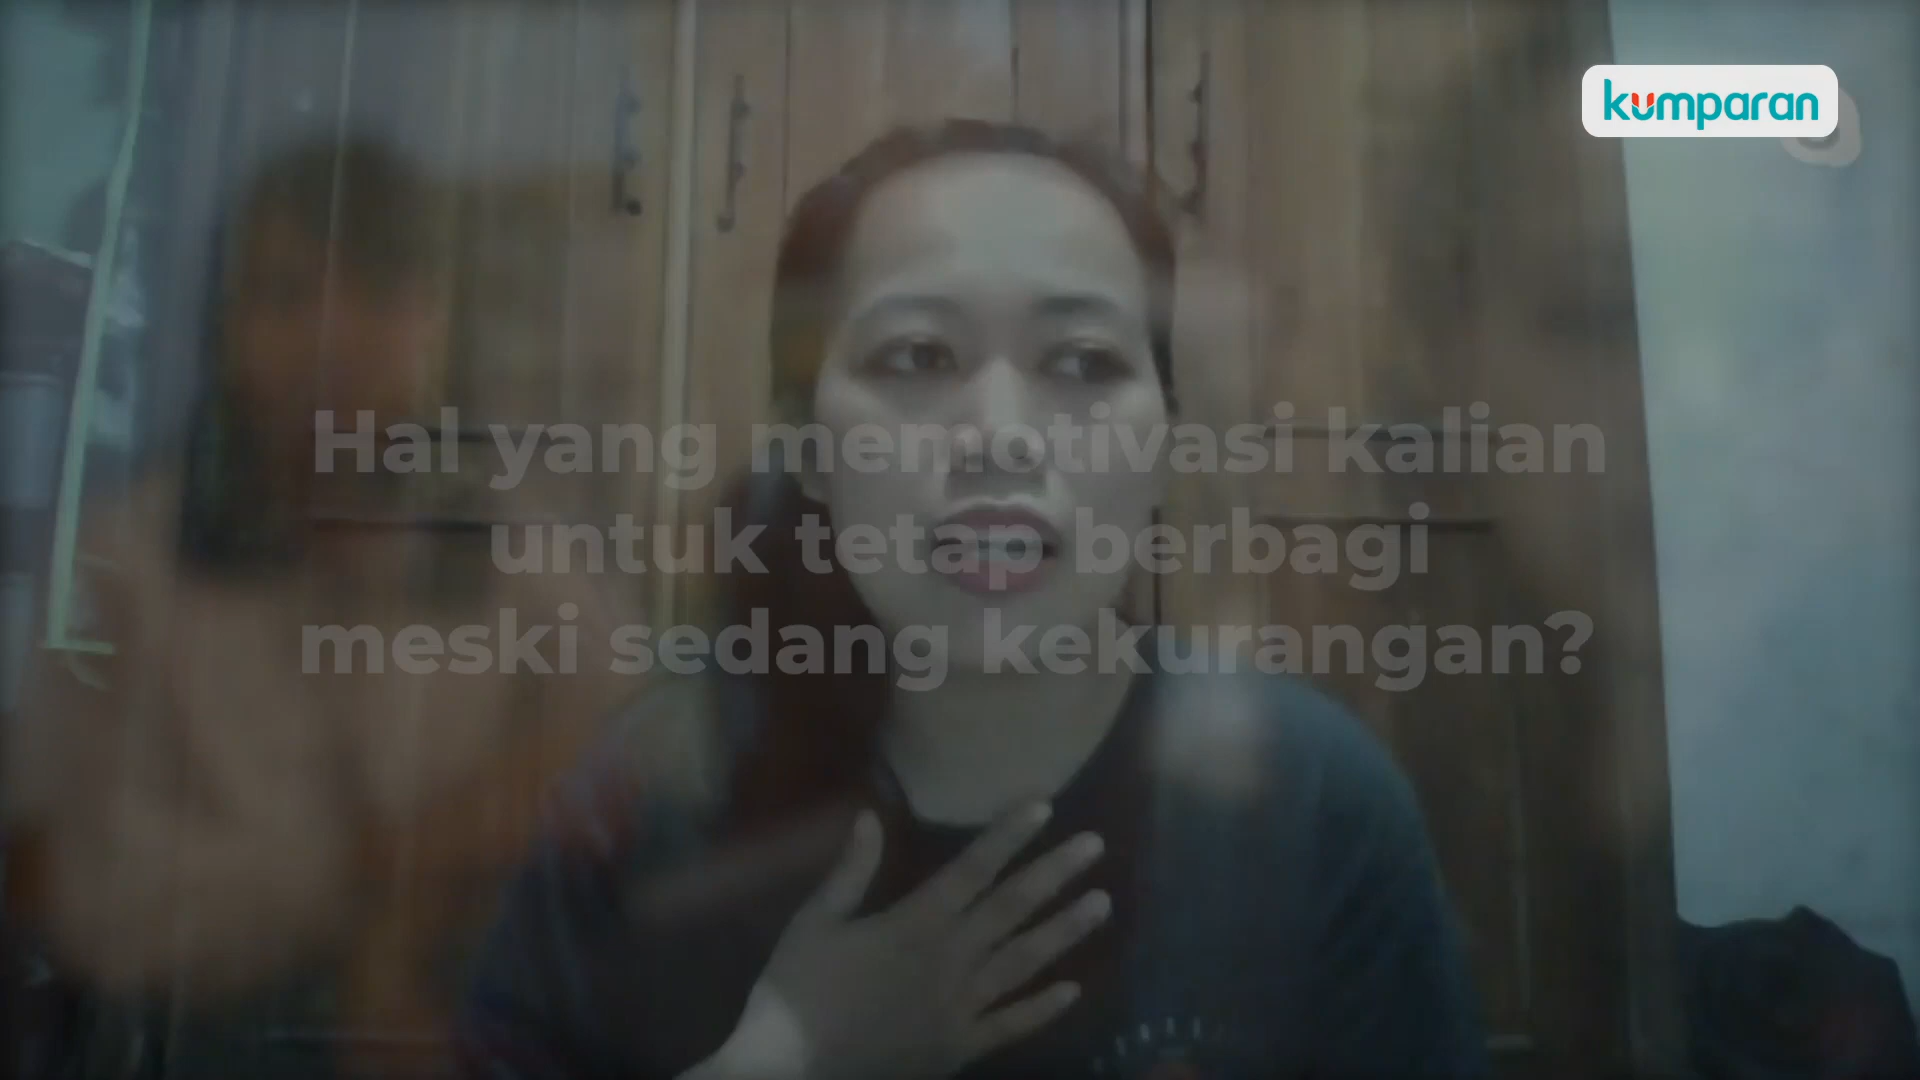 kumparan
Hal yang memotivasi kalian
untuk tetap berbagi
meski sedang kekurangan?